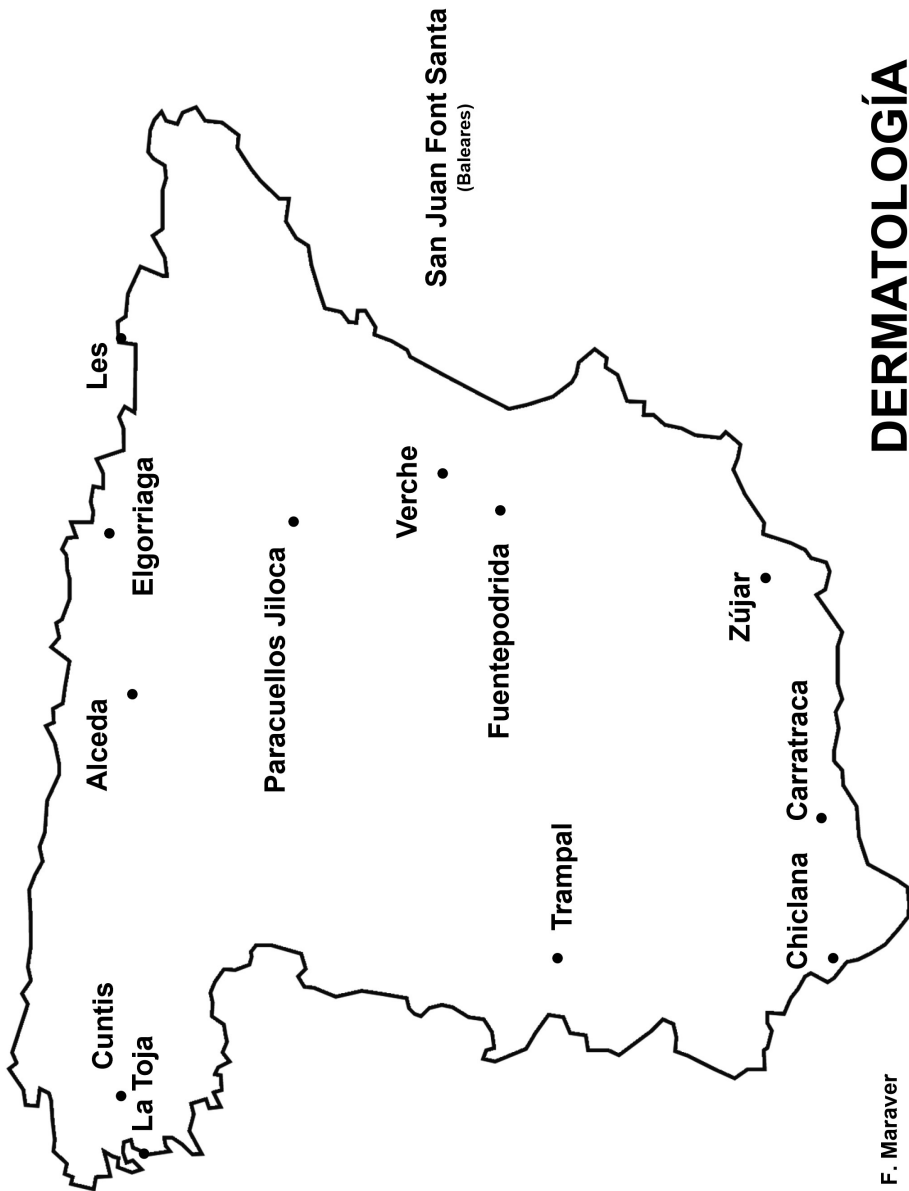 Cuntis
La Toja
Alceda
Elgorriaga
Les
Paracuellos Jiloca
Verche
San Juan Font Santa
(Baleares)
Fuentepodrida
Trampal
Zújar
Carratraca
Chiclana
F. Maraver
DERMATOLOGÍA